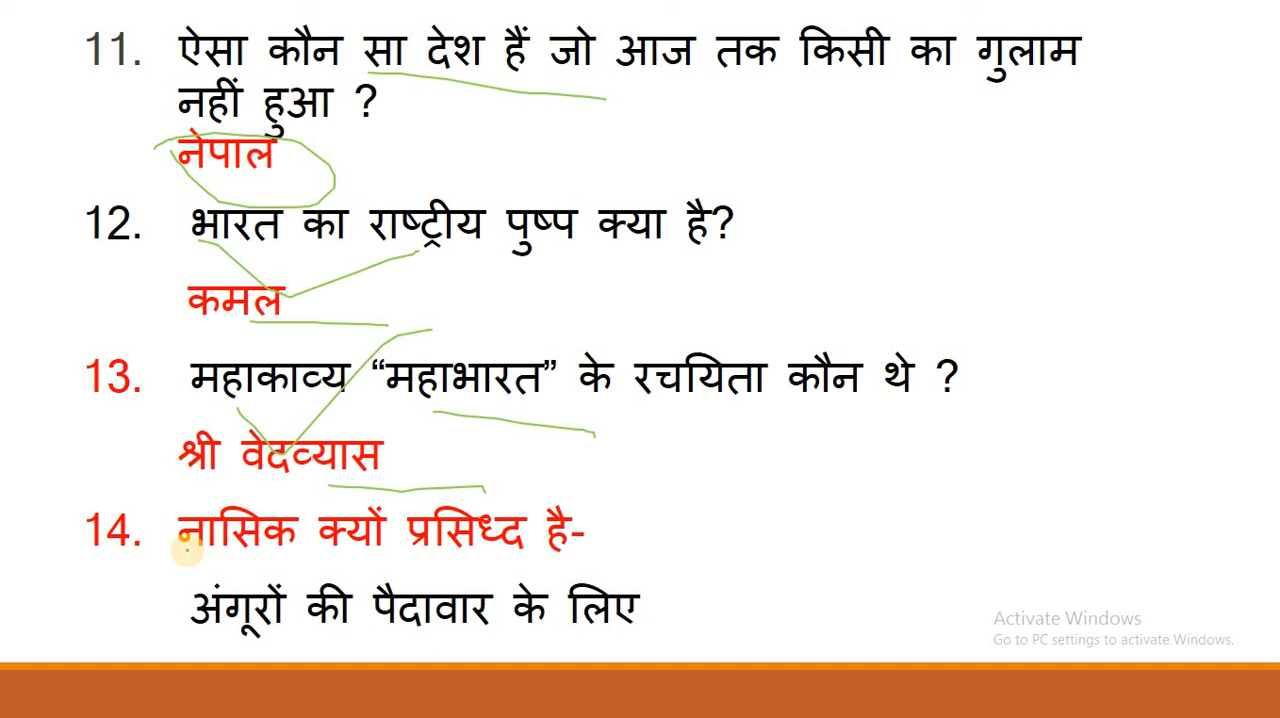 11. ऐसा कौन सा देश हैं जो आज तक किसी का गुलाम
नहीं हुआ ?
नेपाल
12. भारत का राष्ट्रीय पुष्प क्या है?
कमल
13. महाकाव्य “महाभारत” के रचयिता कौन थे ?
श्री वेदव्यास
14. नासिक क्यों प्रसिध्द है-
अंगूरों की पैदावार के लिए
Activate Windows
Go to PC settings to activate Windows.